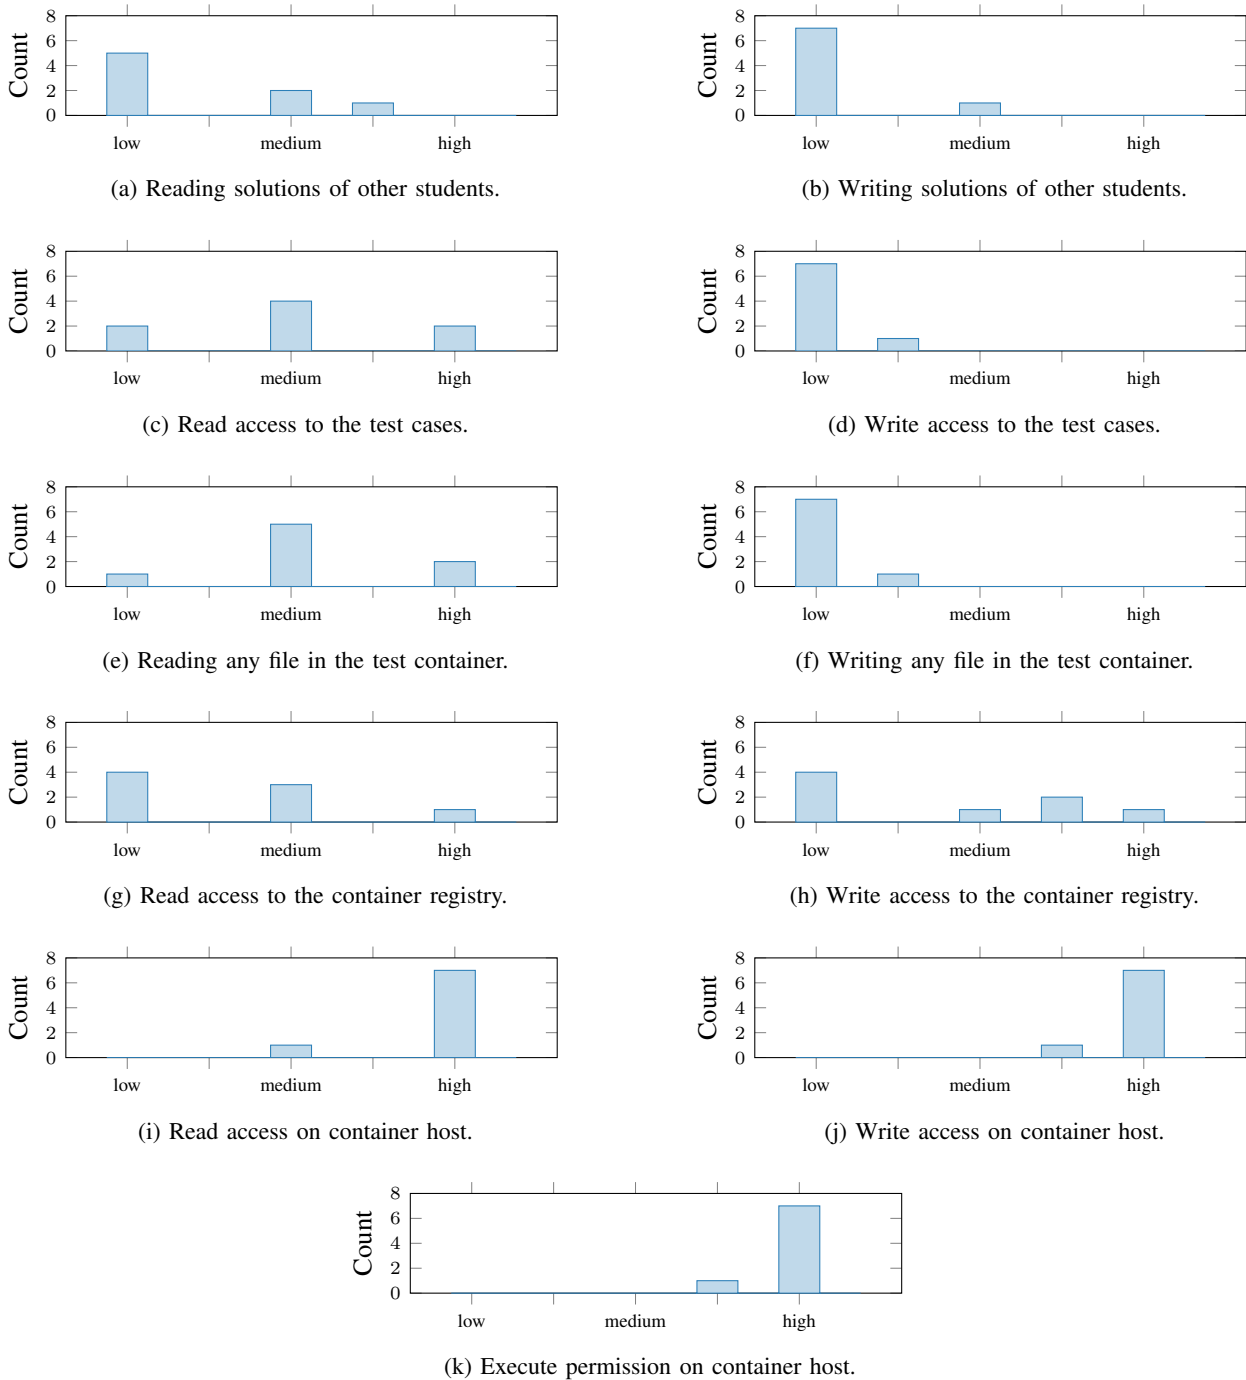 8
6
4
2
0
Count
low medium high
(a) Reading solutions of other students.
8
6
4
2
0
Count
low medium high
(b) Writing solutions of other students.
8
6
4
2
0
Count
low medium high
(c) Read access to the test cases.
8
6
4
2
0
Count
low medium high
(d) Write access to the test cases.
8
6
4
2
0
Count
low medium high
(e) Reading any file in the test container.
8
6
4
2
0
Count
low medium high
(f) Writing any file in the test container.
8
6
4
2
0
Count
low medium high
(g) Read access to the container registry.
8
6
4
2
0
Count
low medium high
(h) Write access to the container registry.
8
6
4
2
0
Count
low medium high
(i) Read access on container host.
8
6
4
2
0
Count
low medium high
(j) Write access on container host.
8
6
4
2
0
Count
low medium high
(k) Execute permission on container host.